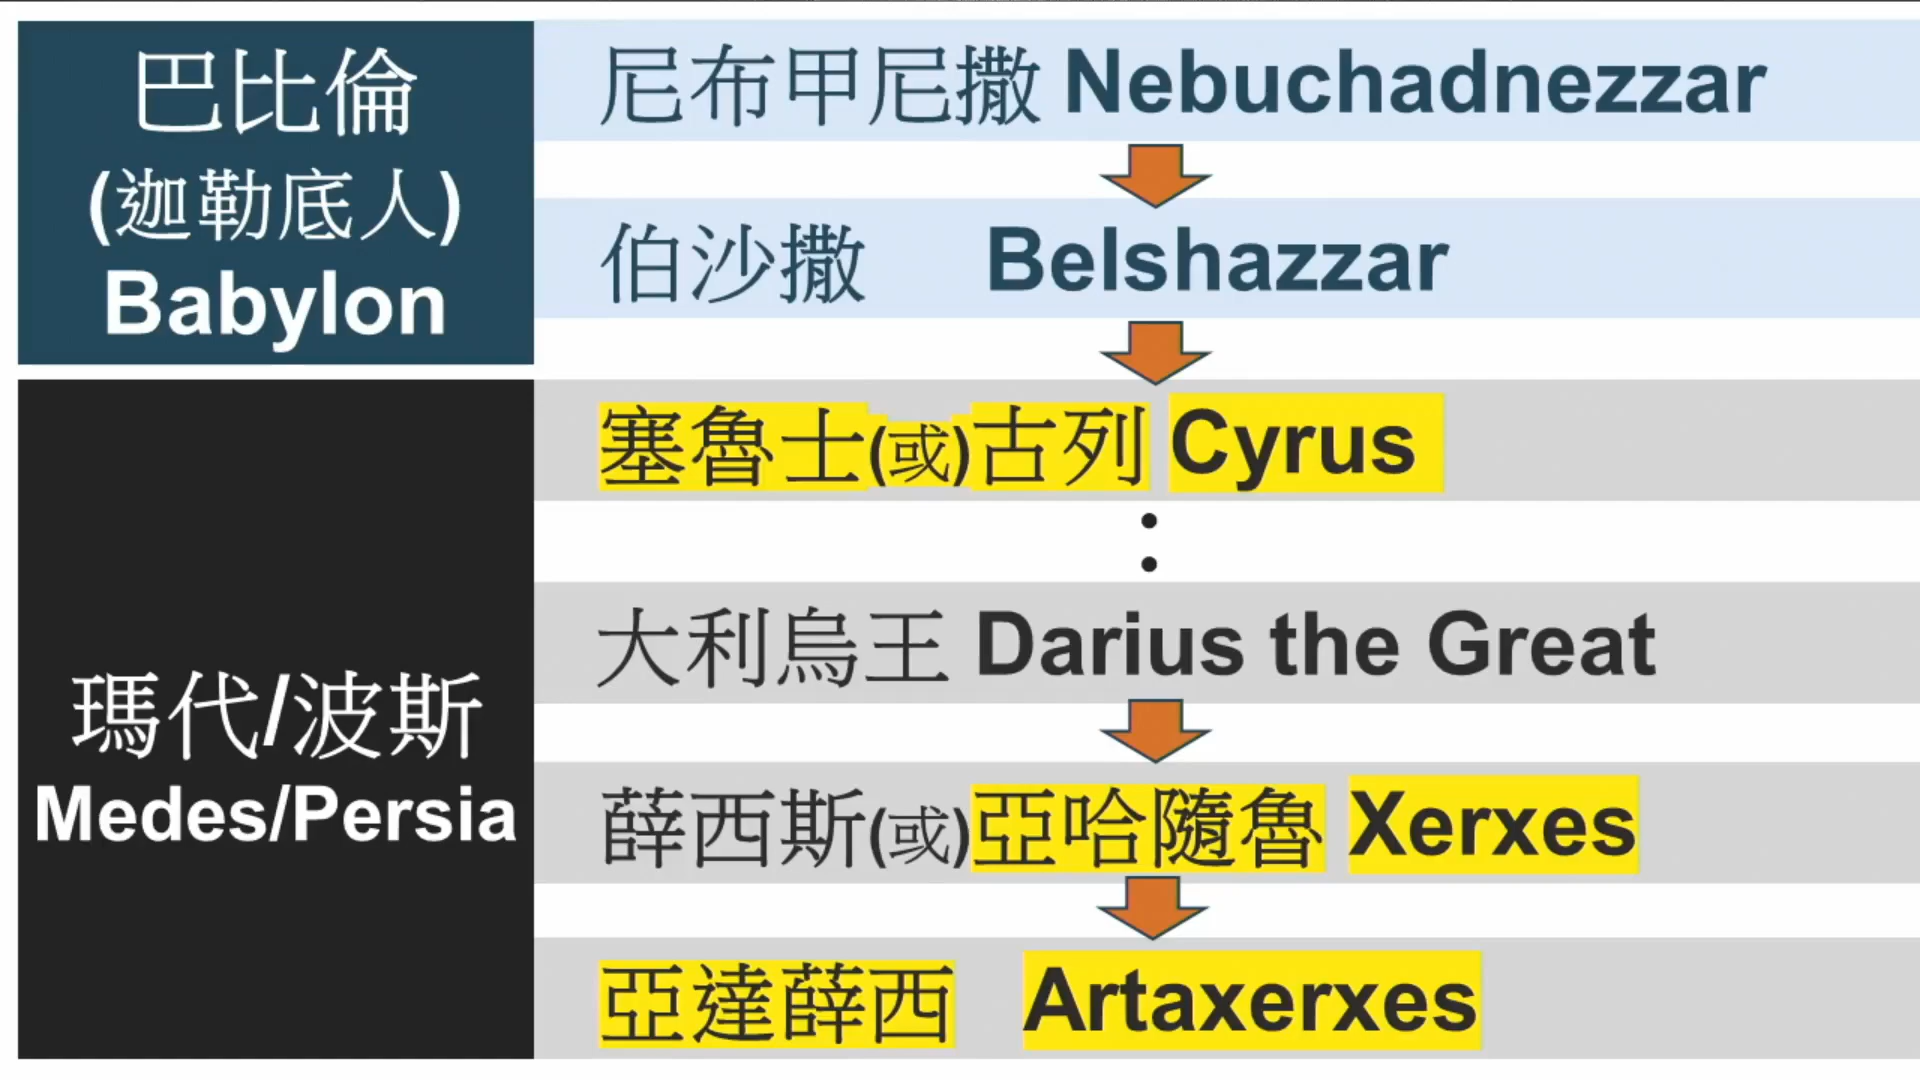 巴比倫
(迦勒底人)
Babylon
尼布甲尼撒 Nebuchadnezzar
伯沙撒 Belshazzar
瑪代/波斯
Medes/Persia
塞魯士(或)古列 Cyrus
大利烏王 Darius the Great
薛西斯(或)亞哈隨魯 Xerxes
亞達薛西 Artaxerxes